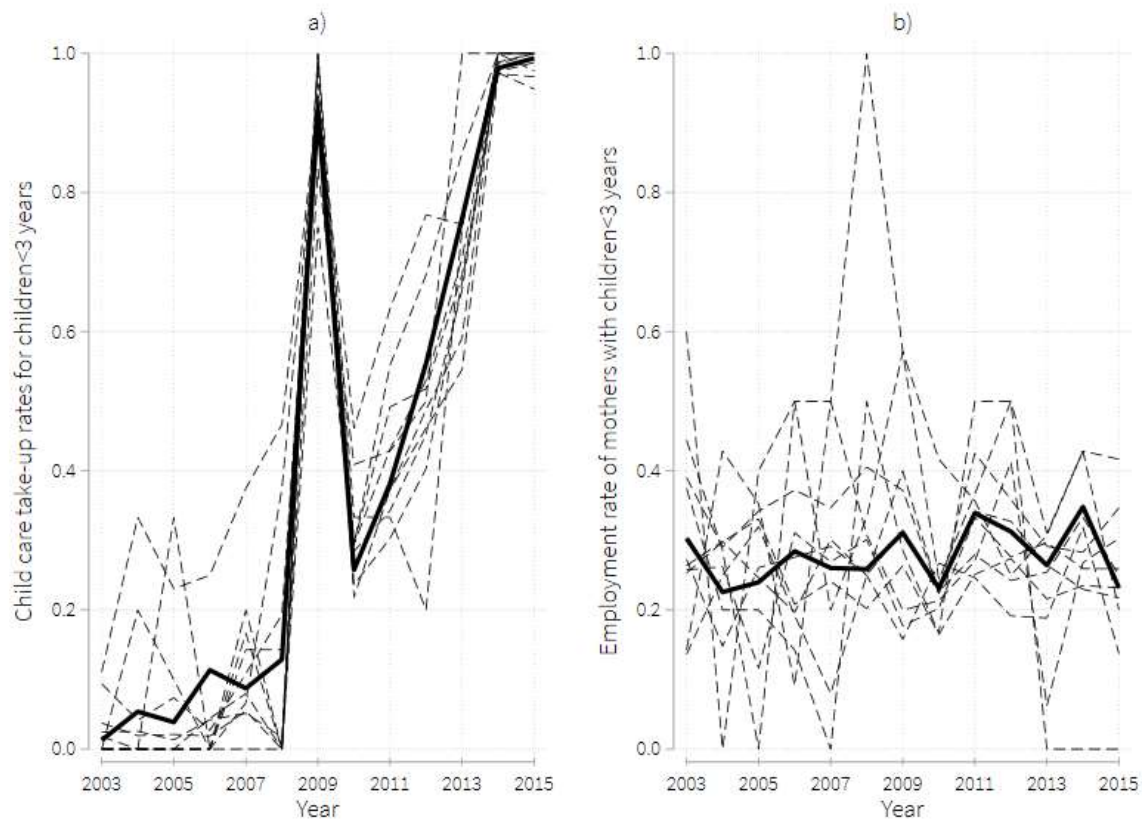 a)
Child care take-up rates for children<3 years
1.0
0.8
0.6
0.4
0.2
0.0
2003 2005 2007 2009 2011 2013 2015
Year
b)
Employment rate of mothers with children<3 years
1.0
0.8
0.6
0.4
0.2
0.0
2003 2005 2007 2009 2011 2013 2015
Year